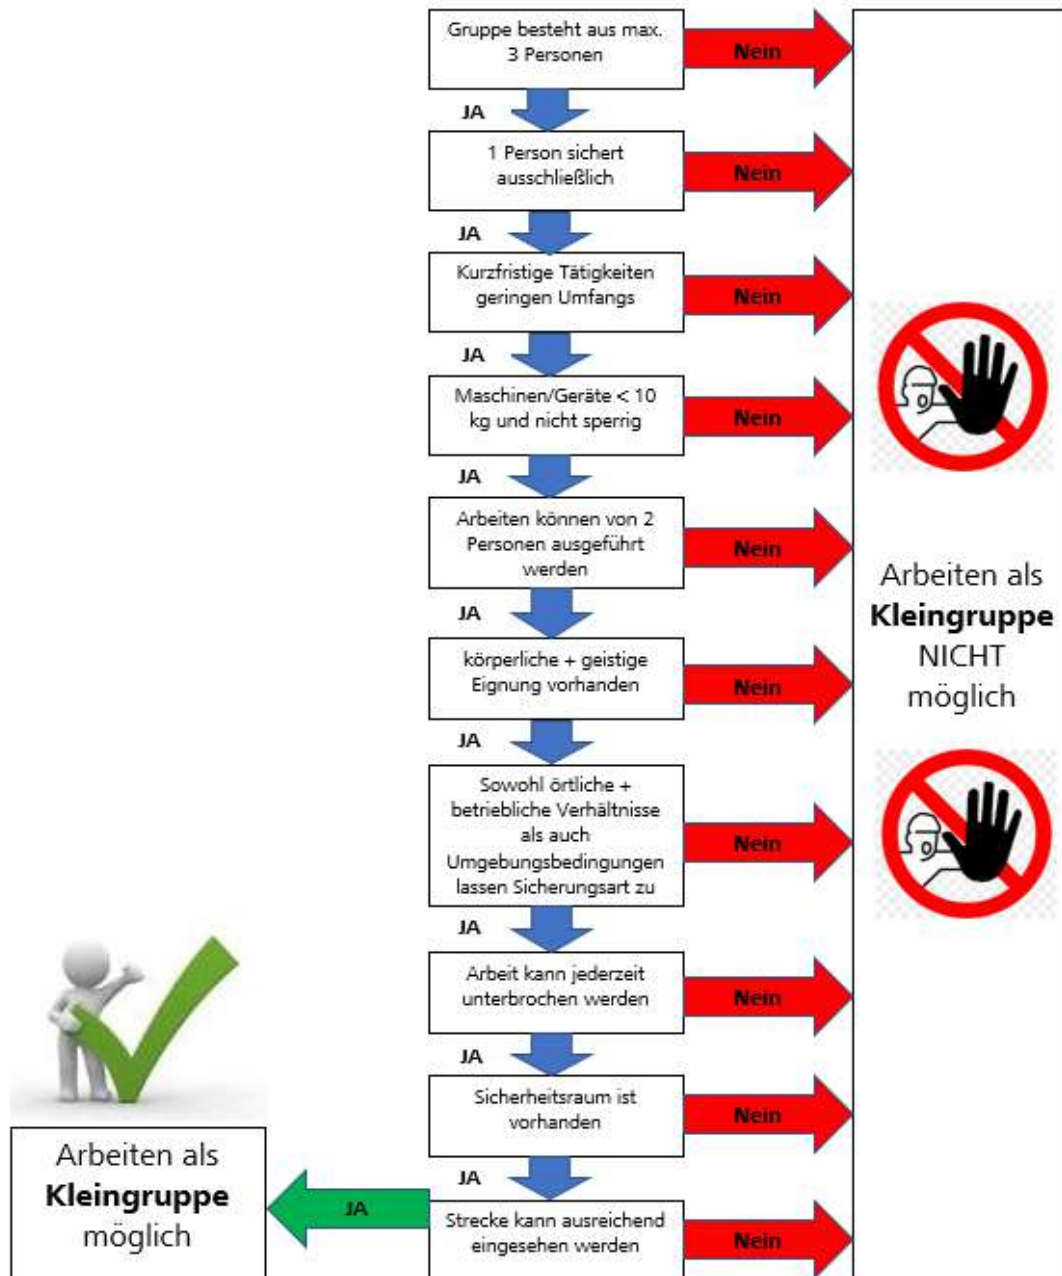 Gruppe besteht aus max.
3 Personen
Nein
JA
1 Person sichert
ausschließlich
Nein
JA
Kurzfristige Tätigkeiten
geringen Umfangs
Nein
JA
Maschinen/Geräte < 10
kg und nicht sperrig
Nein
JA
Arbeiten können von 2
Personen ausgeführt
werden
Nein
JA
körperliche + geistige
Eignung vorhanden
Nein
JA
Sowohl örtliche +
betriebliche Verhältnisse
als auch
Umgebungsbedingungen
lassen Sicherungsart zu
Nein
JA
Arbeit kann jederzeit
unterbrochen werden
Nein
JA
Sicherheitsraum ist
vorhanden
Nein
JA
Strecke kann ausreichend
eingesehen werden
Nein
JA
Arbeiten als
Kleingruppe
möglich
Arbeiten als
Kleingruppe
NICHT
möglich